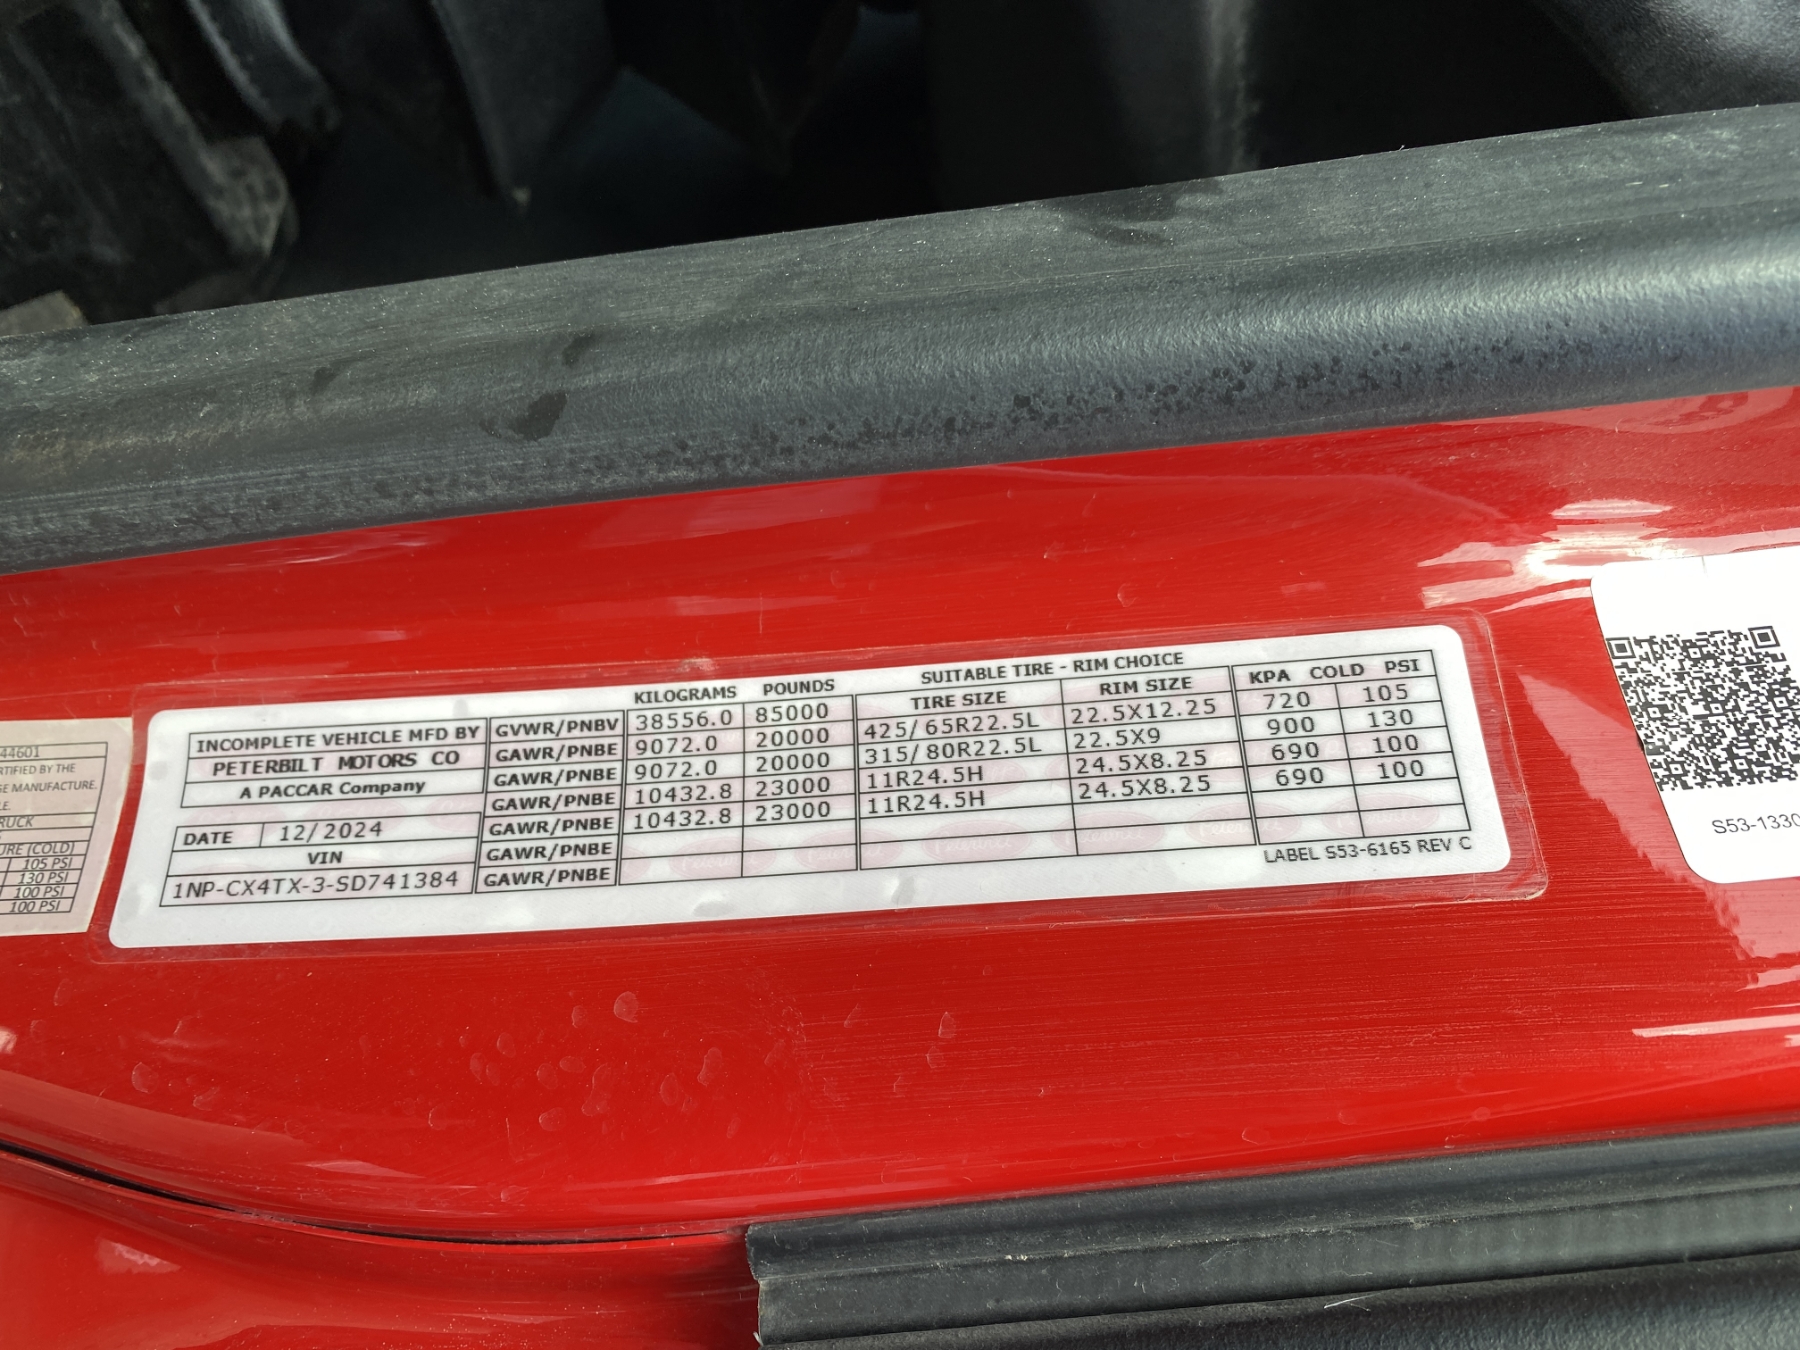 44601
RTIFIED BY THE
GE MANUFACTURE.
LE.
RUCK
URE (COLD)
105 PSI
130 PSI
100 PSI
100 PSI
INCOMPLETE VEHICLE MFD BY
PETERBILT MOTORS CO
A PACCAR Company
DATE 12/2024
VIN
1NP-CX4TX-3-SD741384
KILOGRAMS POUNDS
GVWR/PNBV 38556.0 85000
GAWR/PNBE 9072.0 20000
GAWR/PNBE 9072.0 20000
GAWR/PNBE 10432.8 23000
GAWR/PNBE 10432.8 23000
GAWR/PNBE
GAWR/PNBE
SUITABLE TIRE - RIM CHOICE
TIRE SIZE RIM SIZE KPA COLD PSI
425/65R22.5L 22.5X12.25 720 105
315/80R22.5L 22.5X9 900 130
11R24.5H 24.5X8.25 690 100
11R24.5H 24.5X8.25 690 100
LABEL S53-6165 REV C
S53-1330